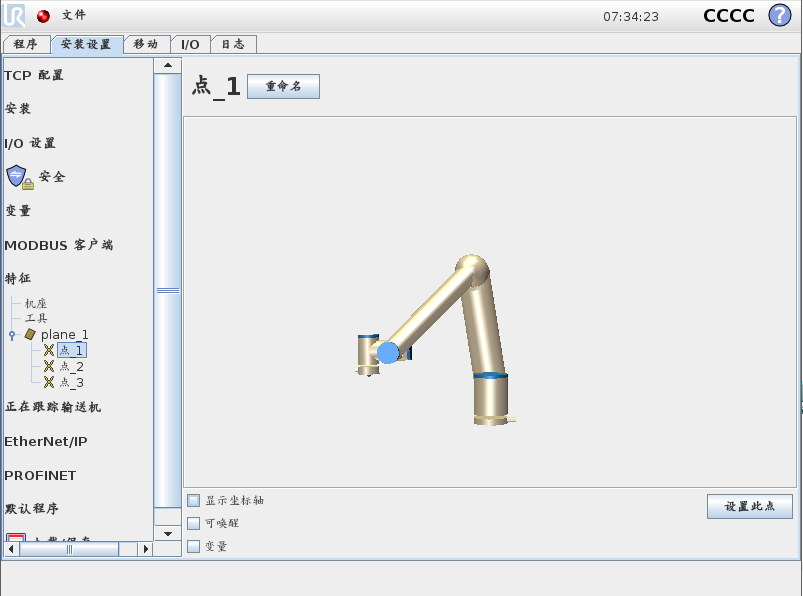 UR
文件
07:34:23
CCCC
?
程序
安装设置
移动
I/O
日志
TCP 配置
安装
I/O 设置
安全
变量
MODBUS 客户端
特征
机座
工具
plane_1
点_1
点_2
点_3
正在跟踪输送机
EtherNet/IP
PROFINET
默认程序
点_1
重命名
显示坐标轴
可唤醒
变量
设置此点